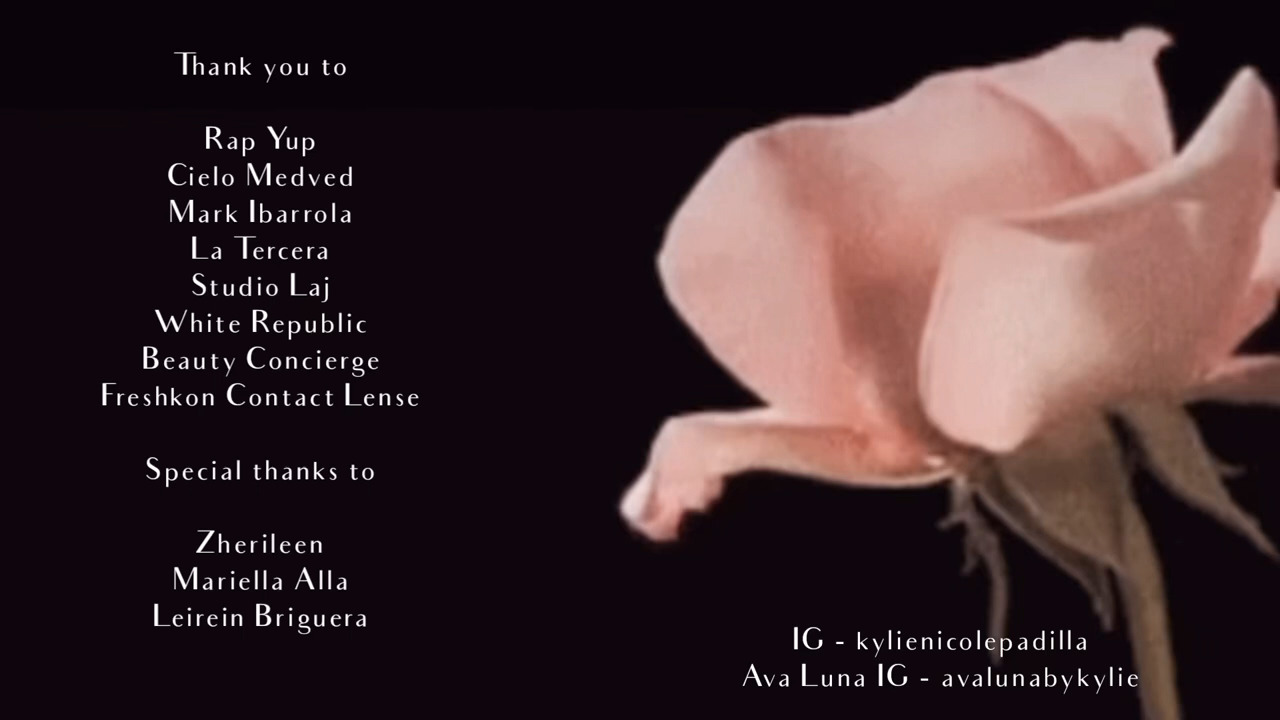 Thank you to
Rap Yup
Cielo Medved
Mark Ibarrola
La Tercera
Studio Laj
White Republic
Beauty Concierge
Freshkon Contact Lense
Special thanks to
Zherileen
Mariella Alla
Leirein Briguera
IG - kylienicolepadilla
Ava Luna IG - avalunabykylie